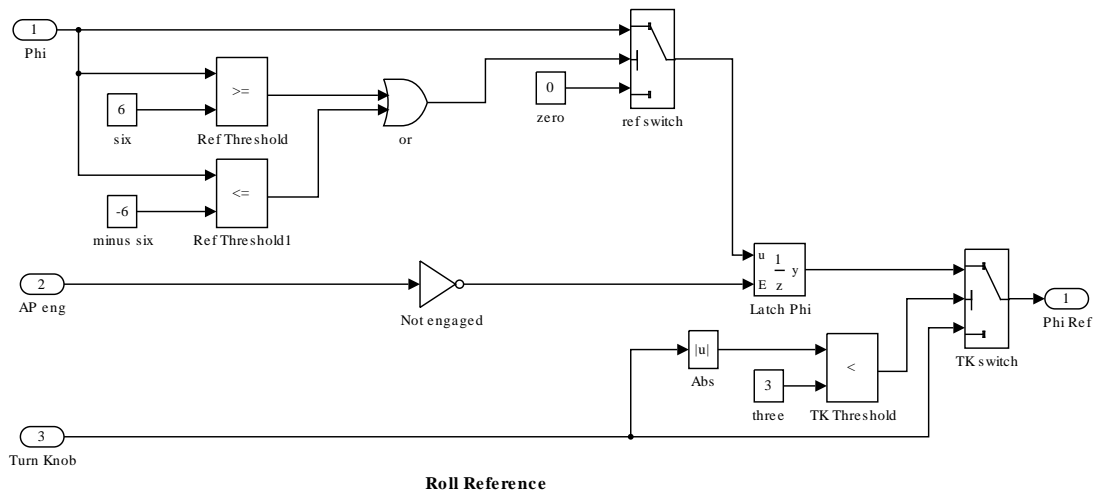 1
Phi
6
six
>=
Ref Threshold
-6
minus six
<=
Ref Threshold1
or
0
zero
ref switch
2
AP eng
Not engaged
u
E
1
z
y
Latch Phi
|u|
Abs
3
three
<
TK Threshold
TK switch
1
Phi Ref
3
Turn Knob
Roll Reference